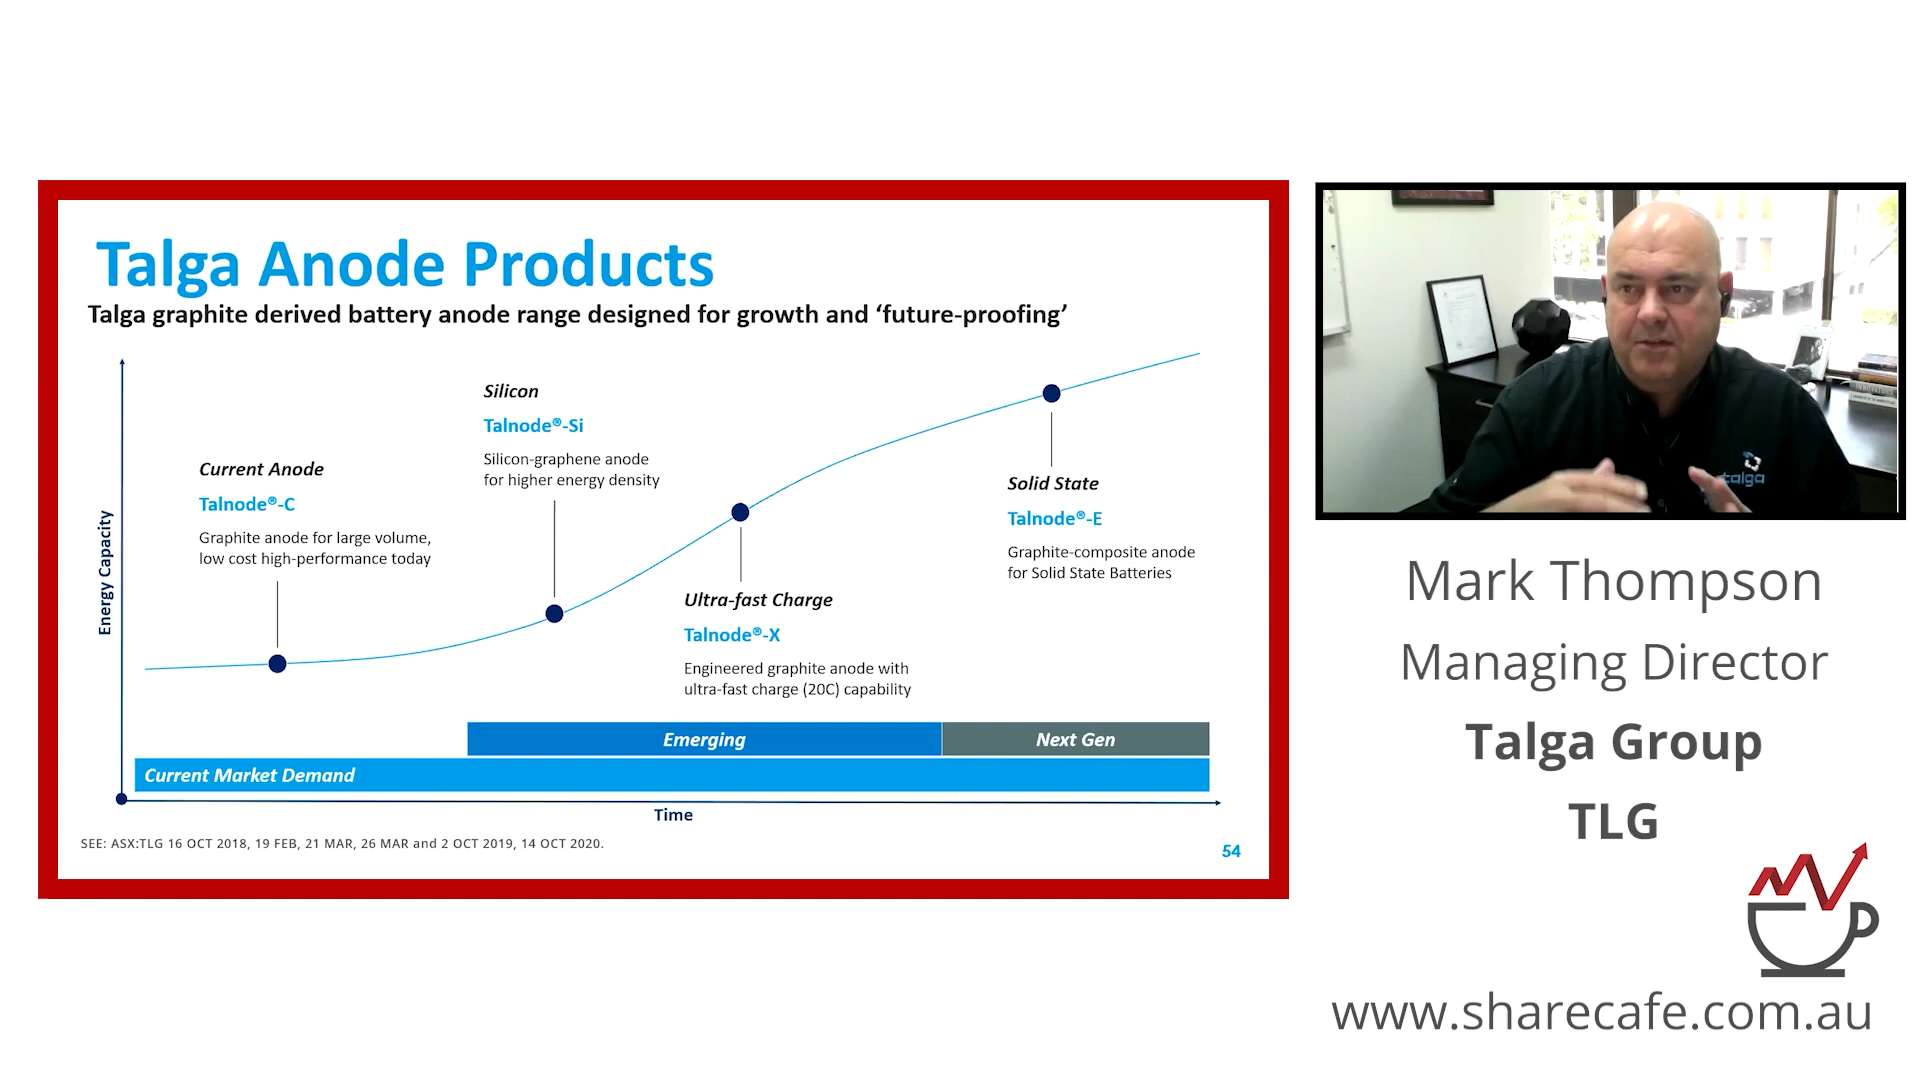 Talga Anode Products
Talga graphite derived battery anode range designed for growth and ‘future-proofing’
Energy Capacity
Current Anode
Talnode®-C
Graphite anode for large volume,
low cost high-performance today
Silicon
Talnode®-Si
Silicon-graphene anode
for higher energy density
Ultra-fast Charge
Talnode®-X
Engineered graphite anode with
ultra-fast charge (20C) capability
Solid State
Talnode®-E
Graphite-composite anode
for Solid State Batteries
Emerging
Next Gen
Current Market Demand
Time
SEE: ASX:TLG 16 OCT 2018, 19 FEB, 21 MAR, 26 MAR and 2 OCT 2019, 14 OCT 2020.
54
talga
Mark Thompson
Managing Director
Talga Group
TLG
www.sharecafe.com.au